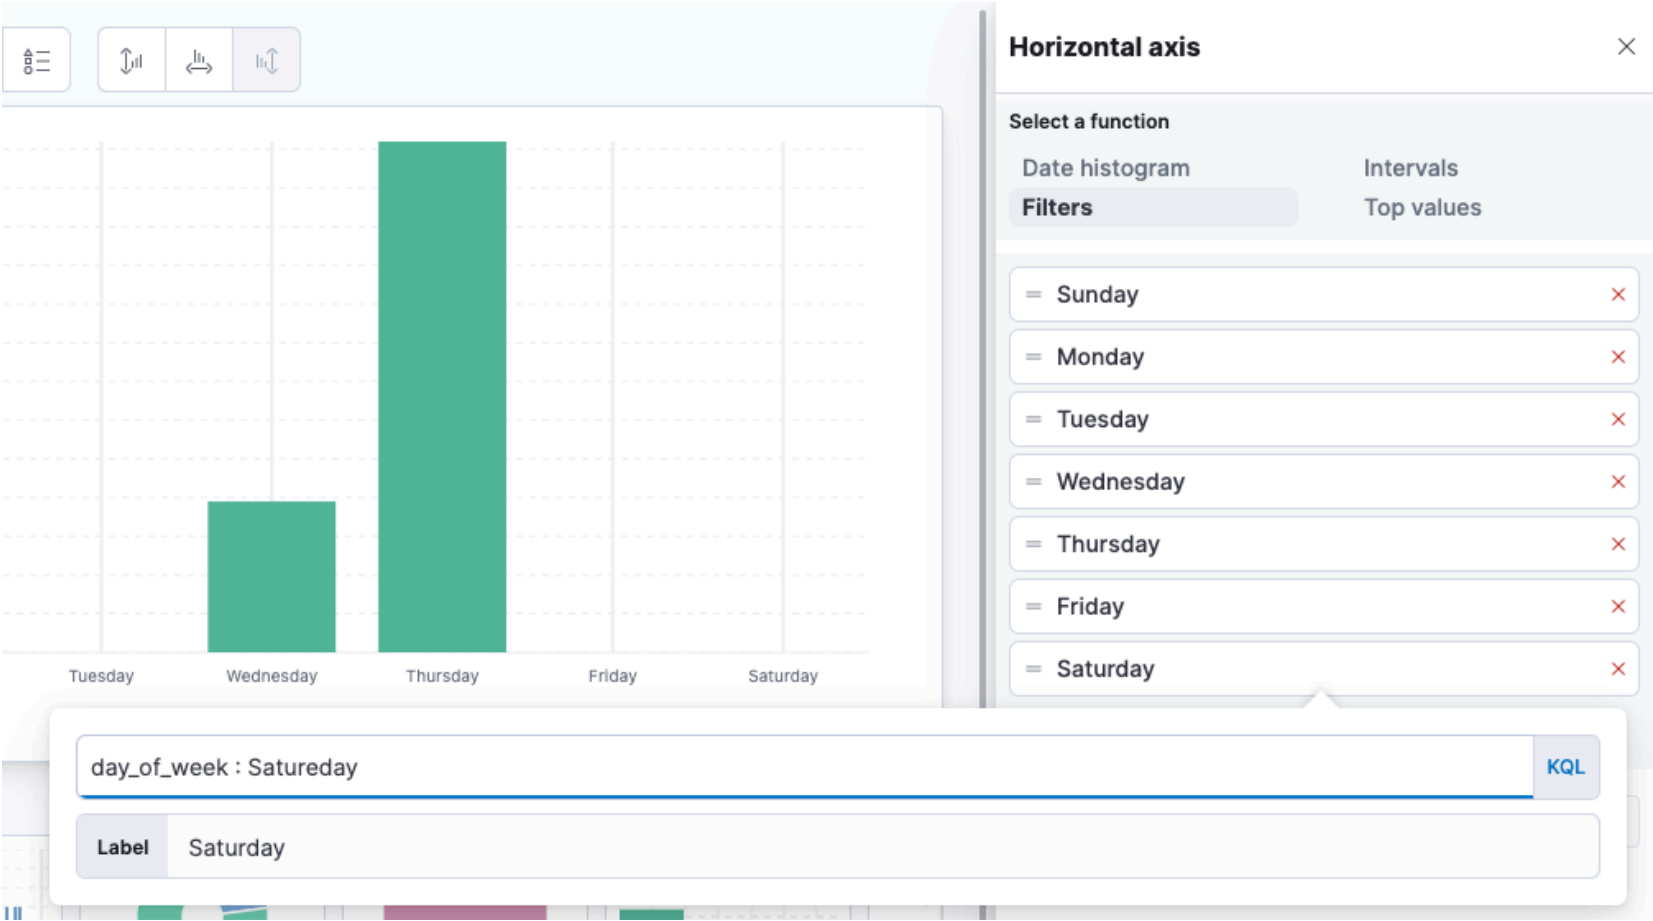 Horizontal axis
Select a function
Date histogram
Intervals
Filters
Top values
Sunday
Monday
Tuesday
Wednesday
Thursday
Friday
Saturday
Tuesday Wednesday Thursday Friday Saturday
day_of_week : Satureday
KQL
Label Saturday